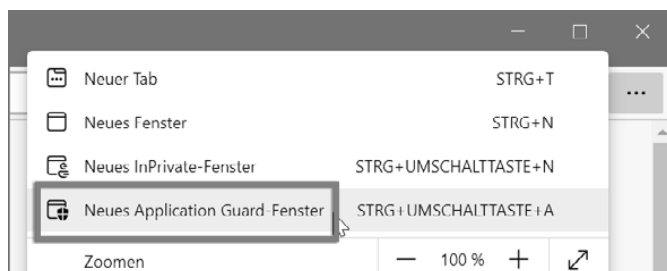 Neuer Tab STRG+T
Neues Fenster STRG+N
Neues InPrivate-Fenster STRG+UMSCHALTTASTE+N
Neues Application Guard-Fenster STRG+UMSCHALTTASTE+A
Zoomen — 100 % +